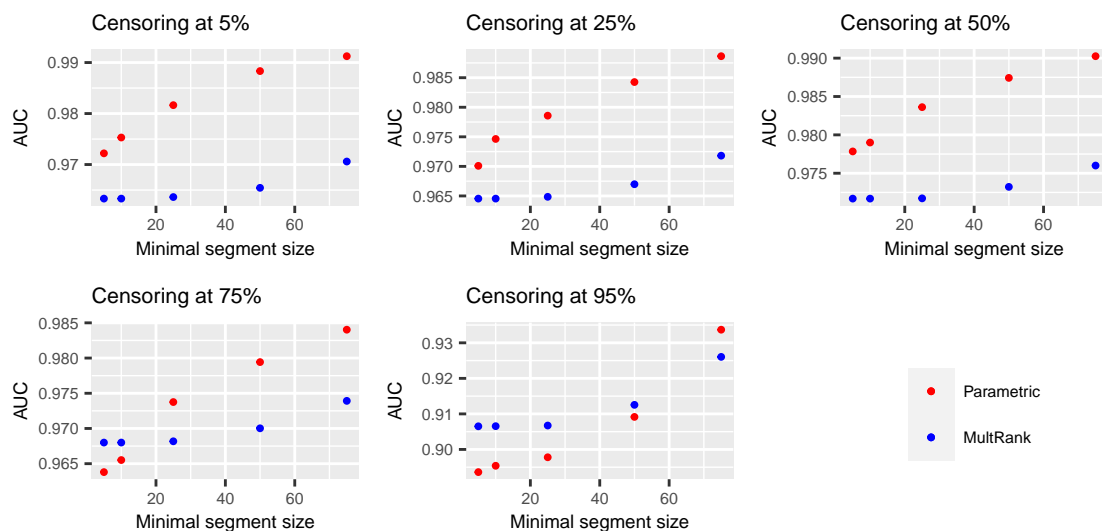 Censoring at 5%
Censoring at 25%
Censoring at 50%
AUC
0.99
0.98
0.97
20
40
60
Minimal segment size
AUC
0.985
0.980
0.975
0.970
0.965
20
40
60
Minimal segment size
AUC
0.990
0.985
0.980
0.975
20
40
60
Minimal segment size
Censoring at 75%
Censoring at 95%
AUC
0.985
0.980
0.975
0.970
0.965
20
40
60
Minimal segment size
AUC
0.93
0.92
0.91
0.90
20
40
60
Minimal segment size
Parametric
MultRank